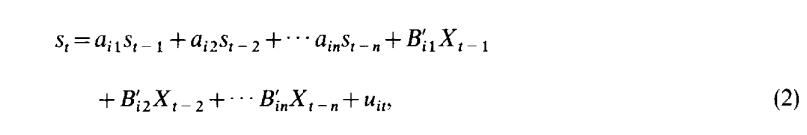 s_t = a_{i1}s_{t-1} + a_{i2}s_{t-2} + ⋯ a_{in}s_{t-n} + B'_{i1}X_{t-1}
+ B'_{i2}X_{t-2} + ⋯ B'_{in}X_{t-n} + u_{it}, (2)